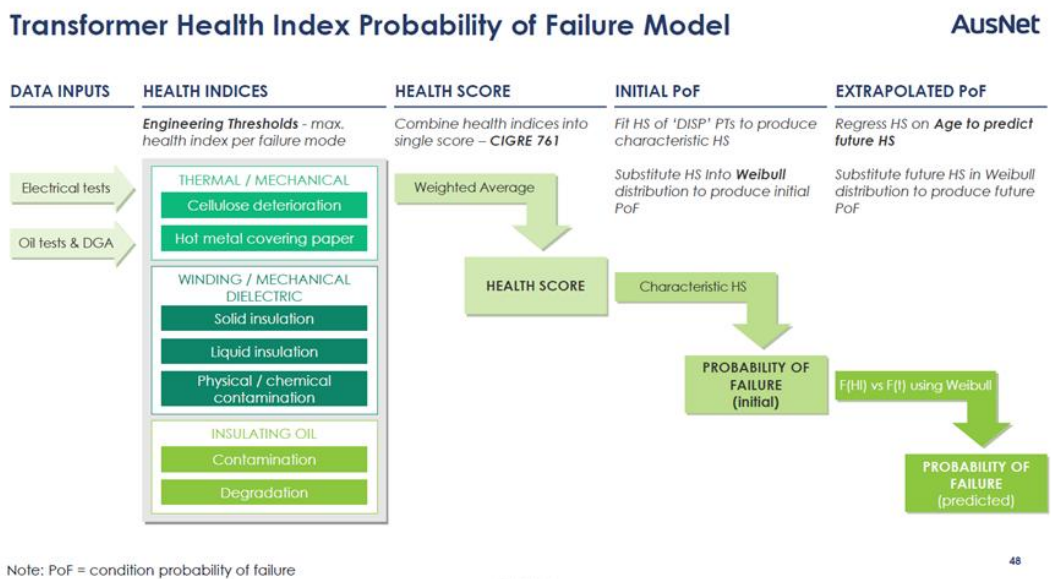 Transformer Health Index Probability of Failure Model
AusNet
DATA INPUTS
HEALTH INDICES
HEALTH SCORE
INITIAL PoF
EXTRAPOLATED PoF
Engineering Thresholds - max.
health index per failure mode
Combine health indices into
single score – CIGRE 761
Fit HS of ‘DISP’ PTs to produce
characteristic HS
Substitute HS Into Weibull
distribution to produce initial
PoF
Regress HS on Age to predict
future HS
Substitute future HS in Weibull
distribution to produce future
PoF
Electrical tests
Oil tests & DGA
THERMAL / MECHANICAL
Cellulose deterioration
Hot metal covering paper
WINDING / MECHANICAL
DIELECTRIC
Solid insulation
Liquid insulation
Physical / chemical
contamination
INSULATING OIL
Contamination
Degradation
Weighted Average
HEALTH SCORE
Characteristic HS
PROBABILITY OF
FAILURE
(initial)
F(HI) vs F(t) using Weibull
PROBABILITY OF
FAILURE
(predicted)
Note: PoF = condition probability of failure
48